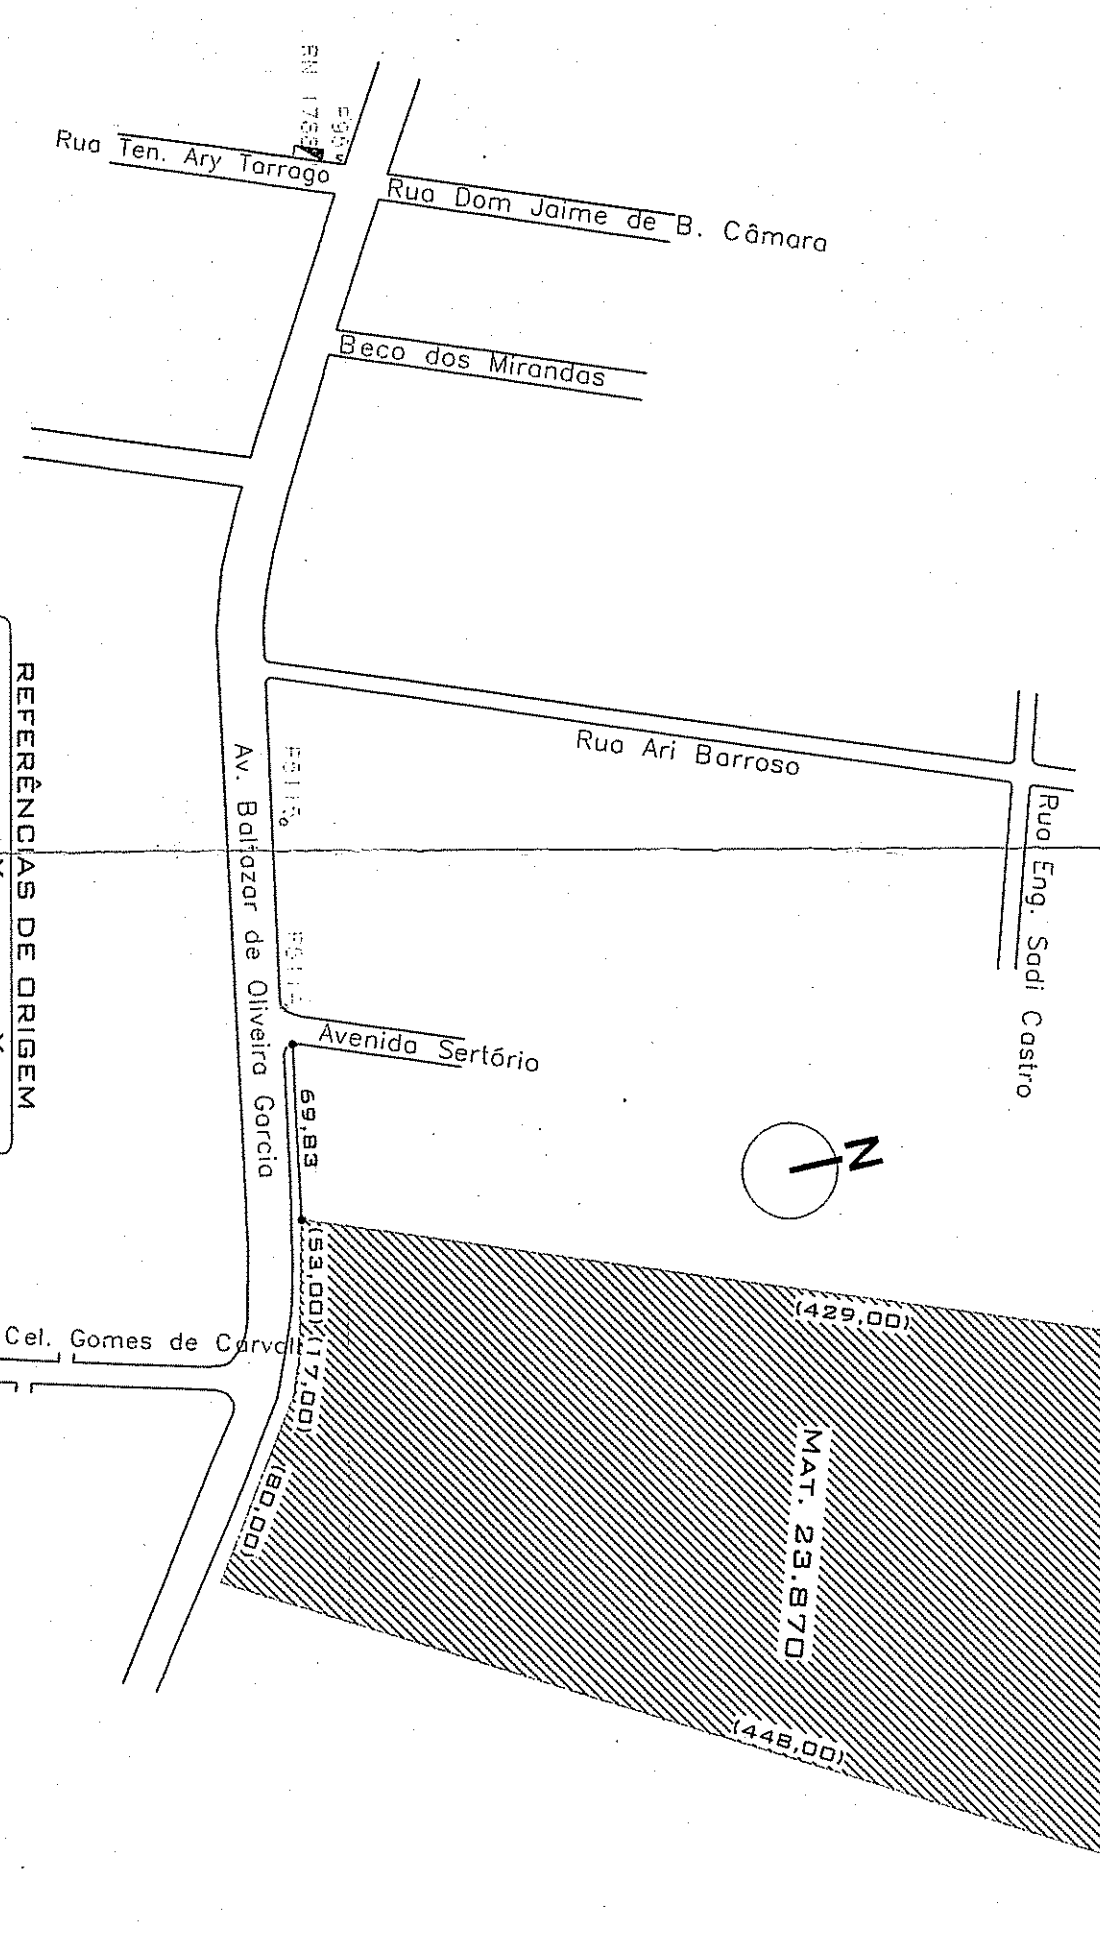 RN 1766
Rua Ten. Ary Tarrago
Rua Dom Jaime de B. Câmara
Beco dos Mirandas
Rua Ari Barroso
Rua Eng. Sadi Castro
Av. Baltazar de Oliveira Garcia
REFERÊNCIAS DE ORIGEM
Avenida Sertório
69,83
N
(53,00)
(17,00)
(80,00)
(429,00)
MAT. 23.870
(448,00)
Cel. Gomes de Carval